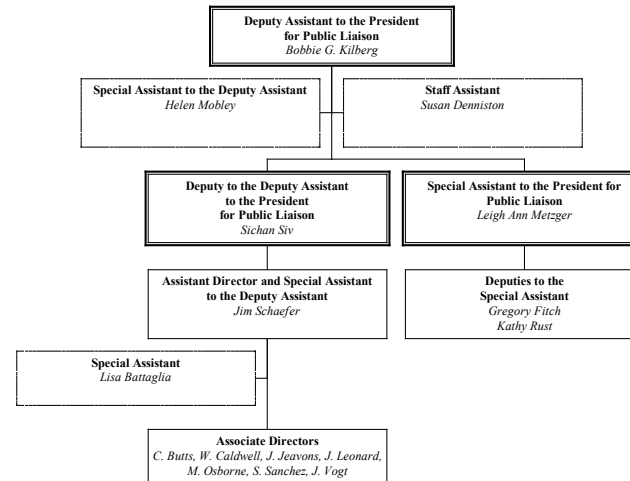 Deputy Assistant to the President
for Public Liaison
Bobbie G. Kilberg
Special Assistant to the Deputy Assistant
Helen Mobley
Staff Assistant
Susan Denniston
Deputy to the Deputy Assistant
to the President
for Public Liaison
Sichan Siv
Special Assistant to the President for
Public Liaison
Leigh Ann Metzger
Assistant Director and Special Assistant
to the Deputy Assistant
Jim Schaefer
Deputies to the
Special Assistant
Gregory Fitch
Kathy Rust
Special Assistant
Lisa Battaglia
Associate Directors
C. Butts, W. Caldwell, J. Jeavons, J. Leonard,
M. Osborne, S. Sanchez, J. Vogt